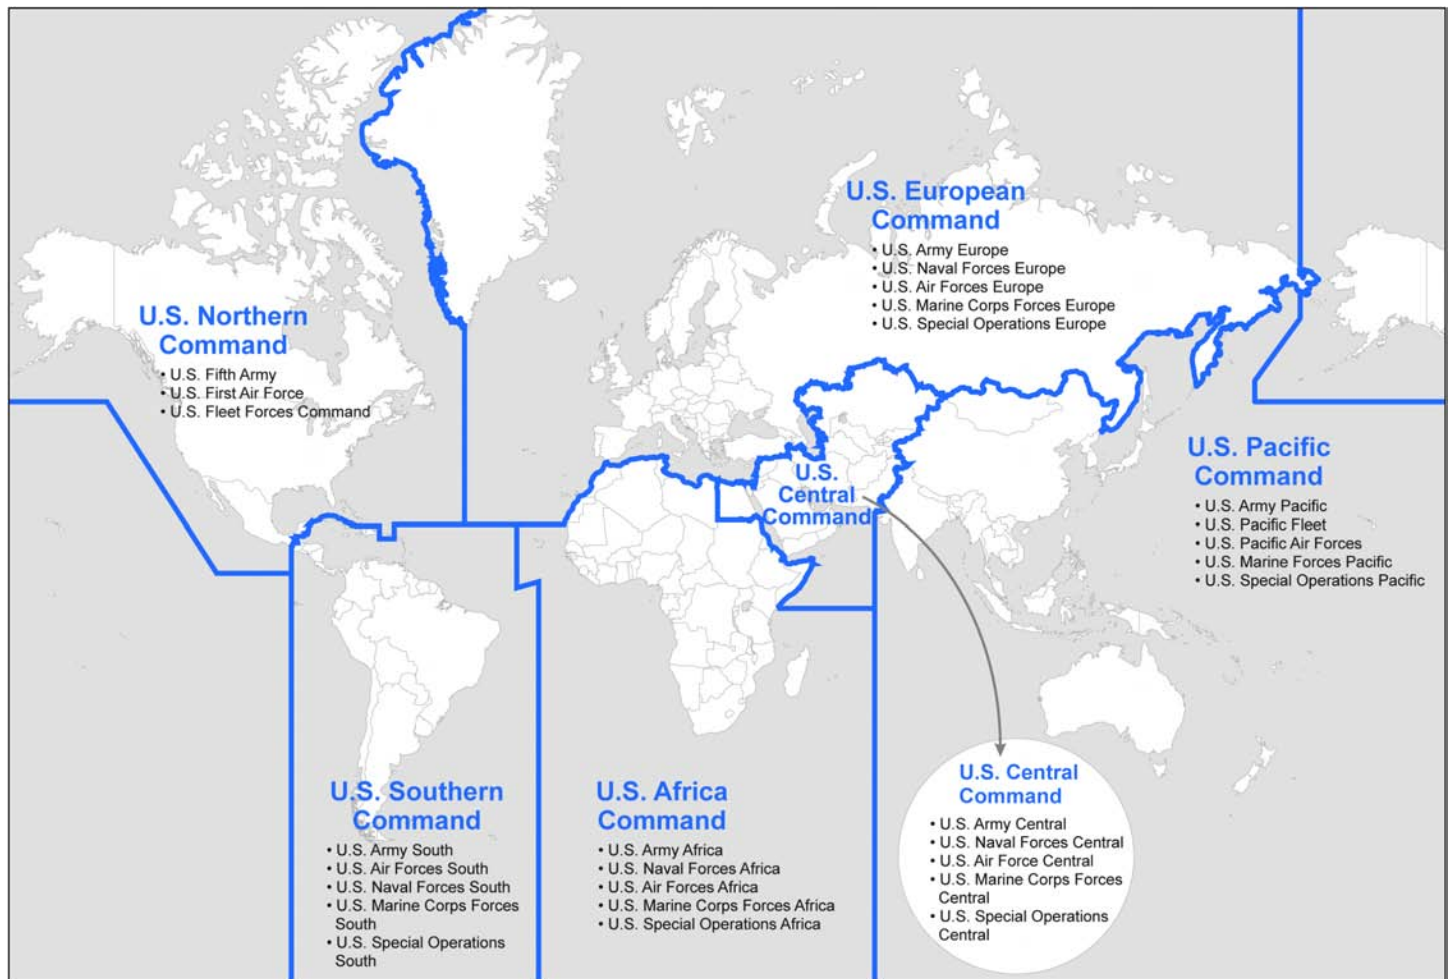 U.S. European
Command
• U.S. Army Europe
• U.S. Naval Forces Europe
• U.S. Air Forces Europe
• U.S. Marine Corps Forces Europe
• U.S. Special Operations Europe
U.S. Northern
Command
• U.S. Fifth Army
• U.S. First Air Force
• U.S. Fleet Forces Command
U.S. Pacific
Command
• U.S. Army Pacific
• U.S. Pacific Fleet
• U.S. Pacific Air Forces
• U.S. Marine Forces Pacific
• U.S. Special Operations Pacific
U.S.
Central
Command
U.S. Southern
Command
• U.S. Army South
• U.S. Air Forces South
• U.S. Naval Forces South
• U.S. Marine Corps Forces
South
• U.S. Special Operations
South
U.S. Africa
Command
• U.S. Army Africa
• U.S. Naval Forces Africa
• U.S. Air Forces Africa
• U.S. Marine Corps Forces Africa
• U.S. Special Operations Africa
U.S. Central
Command
• U.S. Army Central
• U.S. Naval Forces Central
• U.S. Air Force Central
• U.S. Marine Corps Forces
Central
• U.S. Special Operations
Central